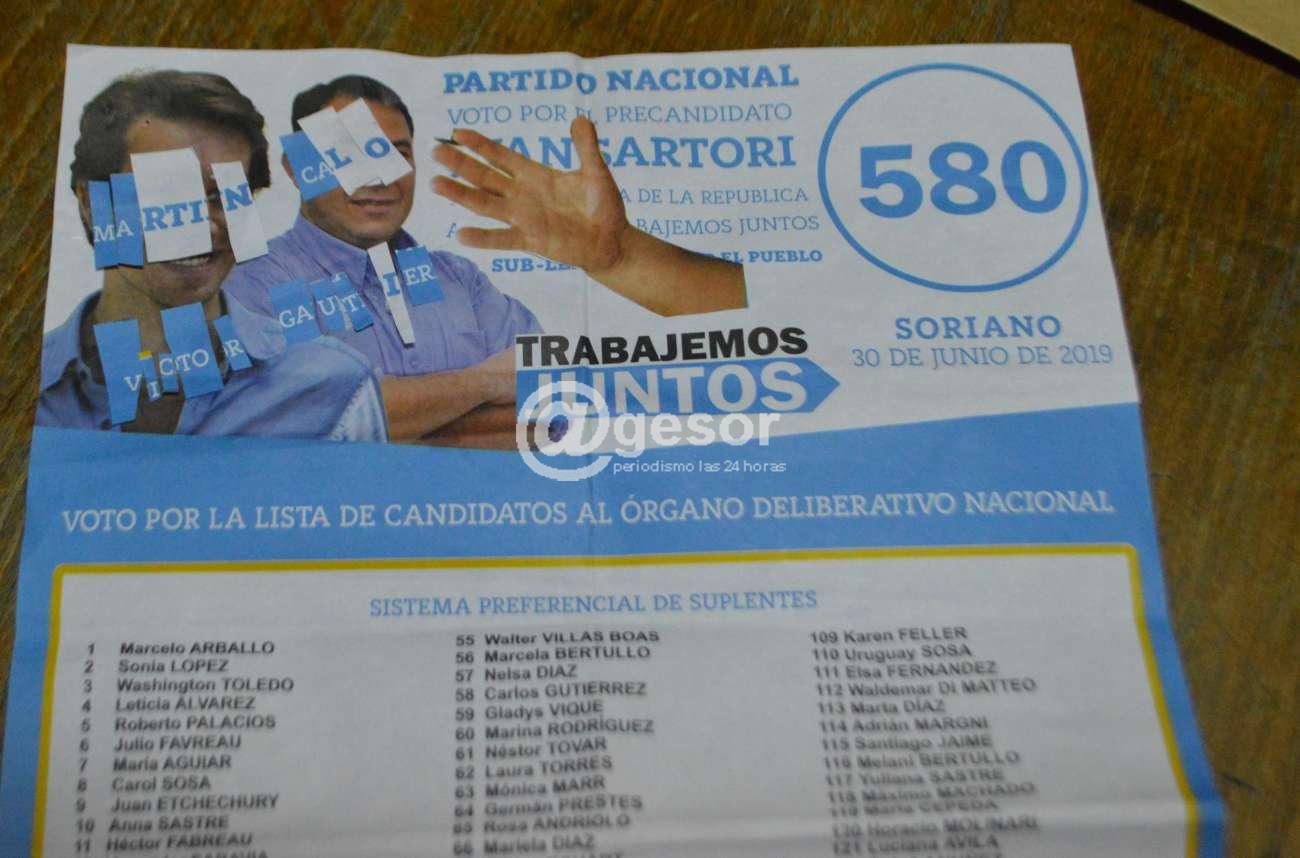 PARTIDO NACIONAL
VOTO POR EL PRECANDIDATO
SARTORI
A DE LA REPUBLICA
BAJEMOS JUNTOS
EL PUEBLO
580
SORIANO
30 DE JUNIO DE 2019
MARTIN
CALO
VICTOR
GAUTIER
TRABAJEMOS
JUNTOS
@gesor
periodismo las 24 horas
VOTO POR LA LISTA DE CANDIDATOS AL ÓRGANO DELIBERATIVO NACIONAL
SISTEMA PREFERENCIAL DE SUPLENTES
1 Marcelo ARBALLO
2 Sonia LOPEZ
3 Washington TOLEDO
4 Leticia ALVAREZ
5 Roberto PALACIOS
6 Julio FAVREAU
7 María AGUIAR
8 Carol SOSA
9 Juan ETCHECHURY
10 Anna SASTRE
11 Héctor FABREAU
55 Walter VILLAS BOAS
56 Marcela BERTULLO
57 Nelsa DIAZ
58 Carlos GUTIERREZ
59 Gladys VIQUE
60 Marina RODRÍGUEZ
61 Néstor TOVAR
62 Laura TORRES
63 Mónica MARR
64 Germán PRESTES
65 Rosa ANDRIOLO
66 Mariela DIAZ
109 Karen FELLER
110 Uruguay SOSA
111 Elsa FERNANDEZ
112 Waldemar DI MATTEO
113 Marta DÍAZ
114 Adrián MARGNI
115 Santiago JAIME
116 Melani BERTULLO
117 Yuliana SASTRE
118 Máximo MACHADO
119 María CEPEDA
120 Horacio MOLINARI
121 Luciana AVILA